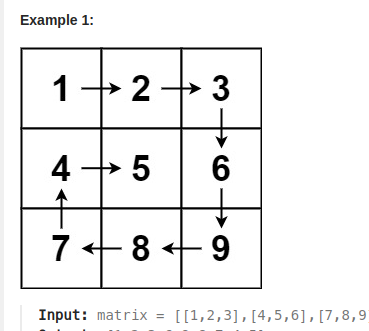 Example 1:
1 2 3
4 5 6
7 8 9
Input: matrix = [[1,2,3],[4,5,6],[7,8,9